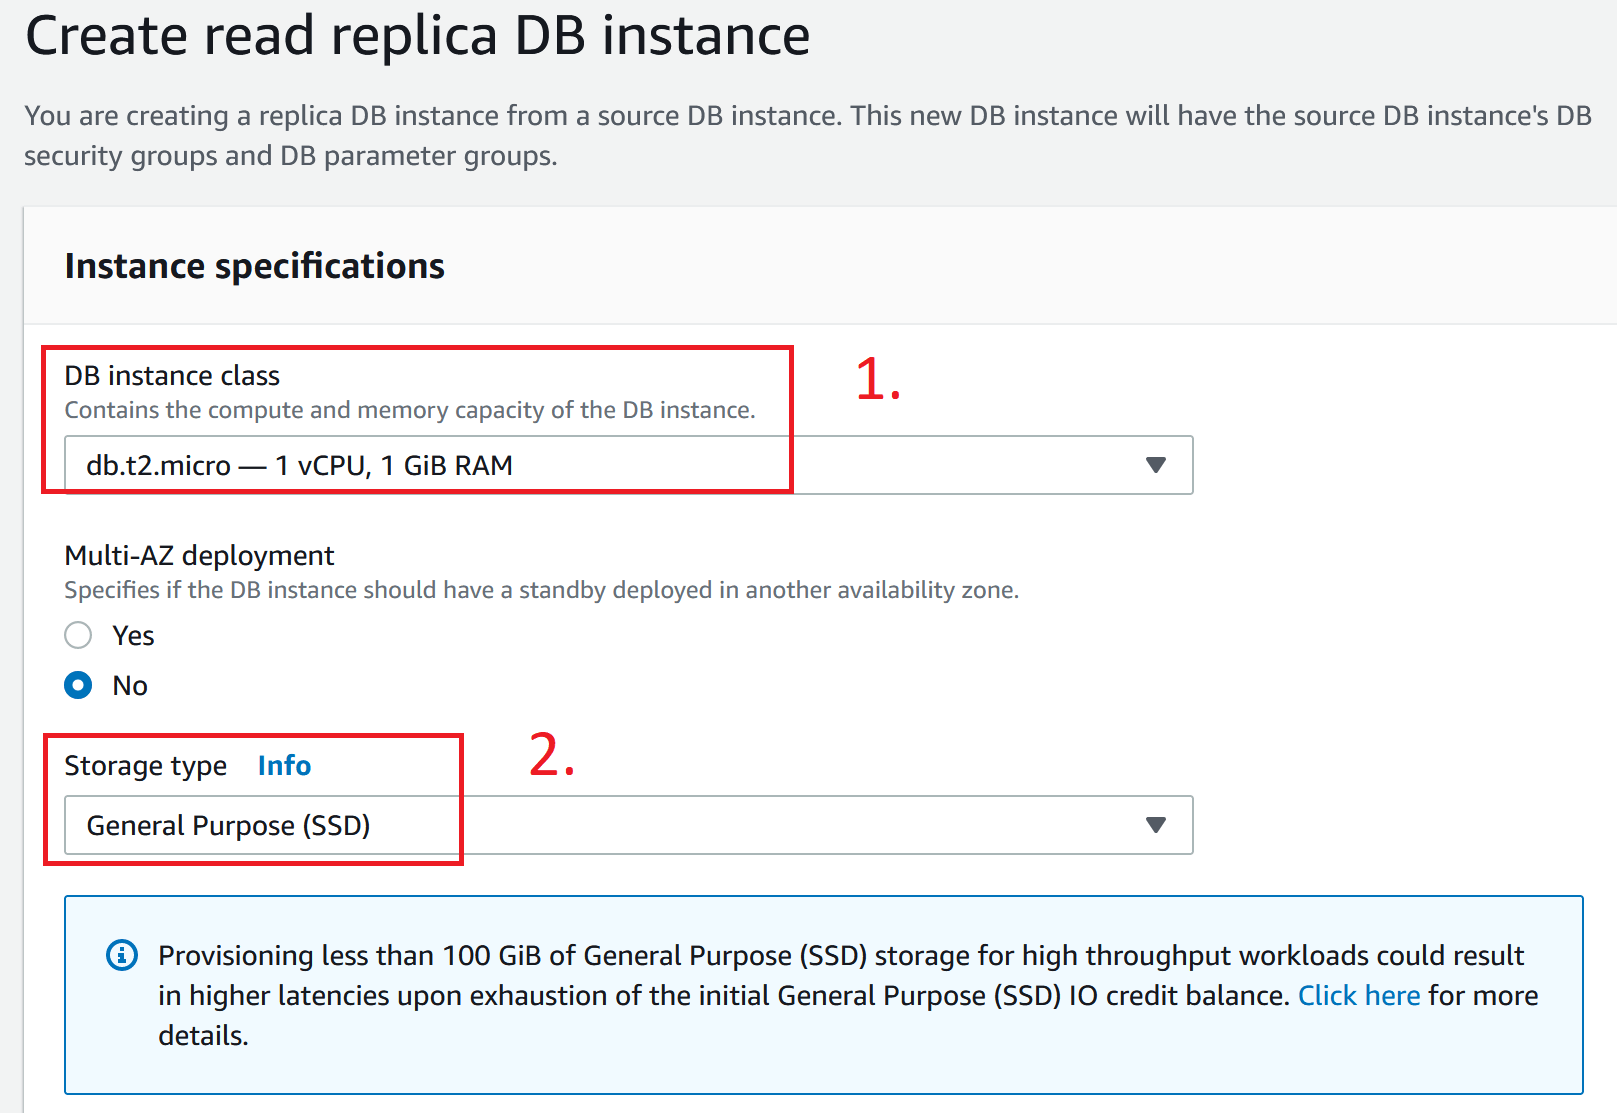 Create read replica DB instance
You are creating a replica DB instance from a source DB instance. This new DB instance will have the source DB instance's DB
security groups and DB parameter groups.
Instance specifications
DB instance class
1.
Contains the compute and memory capacity of the DB instance.
db.t2.micro — 1 vCPU, 1 GiB RAM
Multi-AZ deployment
Specifies if the DB instance should have a standby deployed in another availability zone.
Yes
No
Storage type Info
2.
General Purpose (SSD)
Provisioning less than 100 GiB of General Purpose (SSD) storage for high throughput workloads could result
in higher latencies upon exhaustion of the initial General Purpose (SSD) IO credit balance. Click here for more
details.